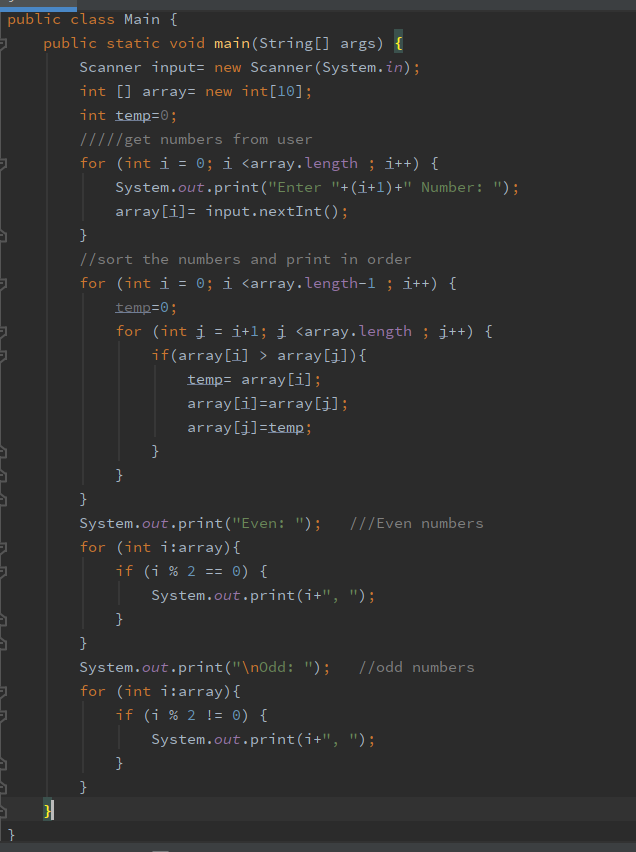 public class Main {
    public static void main(String[] args) {
        Scanner input= new Scanner(System.in);
        int [] array= new int[10];
        int temp=0;
        /////get numbers from user
        for (int i = 0; i <array.length ; i++) {
            System.out.print("Enter "+(i+1)+" Number: ");
            array[i]= input.nextInt();
        }
        //sort the numbers and print in order
        for (int i = 0; i <array.length-1 ; i++) {
            temp=0;
            for (int j = i+1; j <array.length ; j++) {
                if(array[i] > array[j]){
                    temp= array[i];
                    array[i]=array[j];
                    array[j]=temp;
                }
            }
        }
        System.out.print("Even: ");   ///Even numbers
        for (int i:array){
            if (i % 2 == 0) {
                System.out.print(i+", ");
            }
        }
        System.out.print("\nOdd: ");   //odd numbers
        for (int i:array){
            if (i % 2 != 0) {
                System.out.print(i+", ");
            }
        }
    }
}